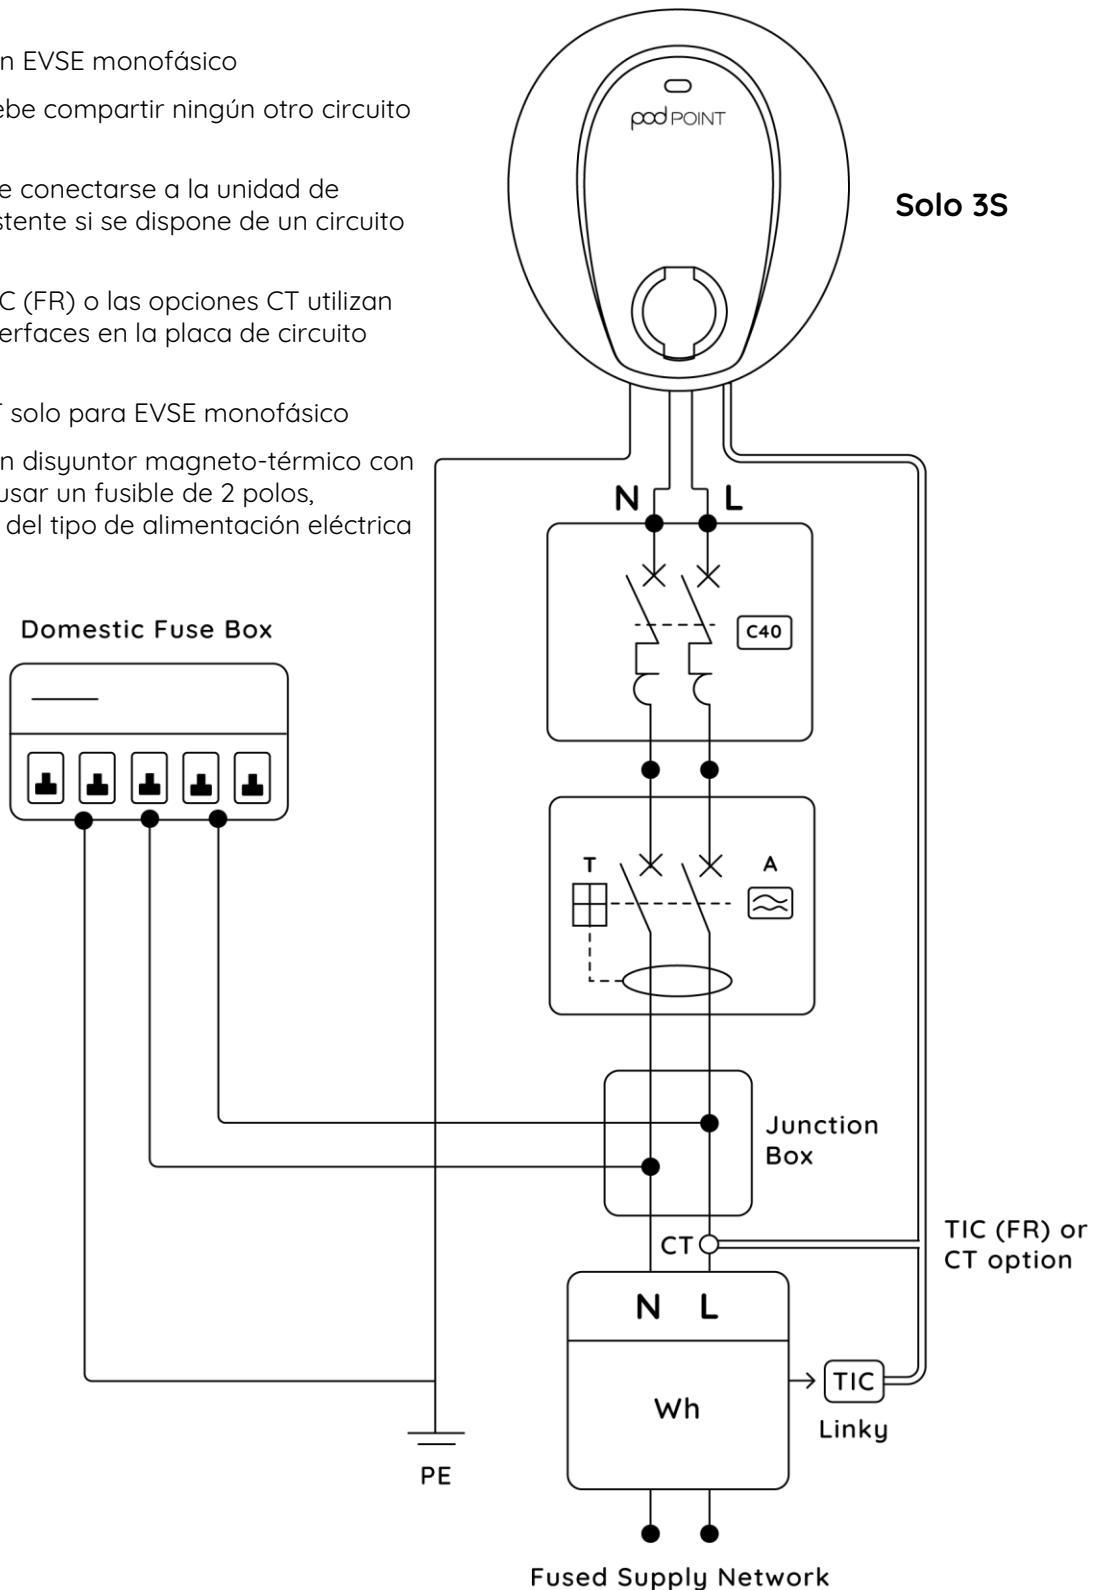 n EVSE monofásico
ebe compartir ningún otro circuito
e conectarse a la unidad de
stente si se dispone de un circuito
C (FR) o las opciones CT utilizan
erfaces en la placa de circuito
T solo para EVSE monofásico
n disyuntor magneto-térmico con
usar un fusible de 2 polos,
del tipo de alimentación eléctrica
pod POINT
Solo 3S
N L
C40
Domestic Fuse Box
T A
Junction
Box
CT
TIC (FR) or
CT option
N L
Wh
TIC
Linky
PE
Fused Supply Network